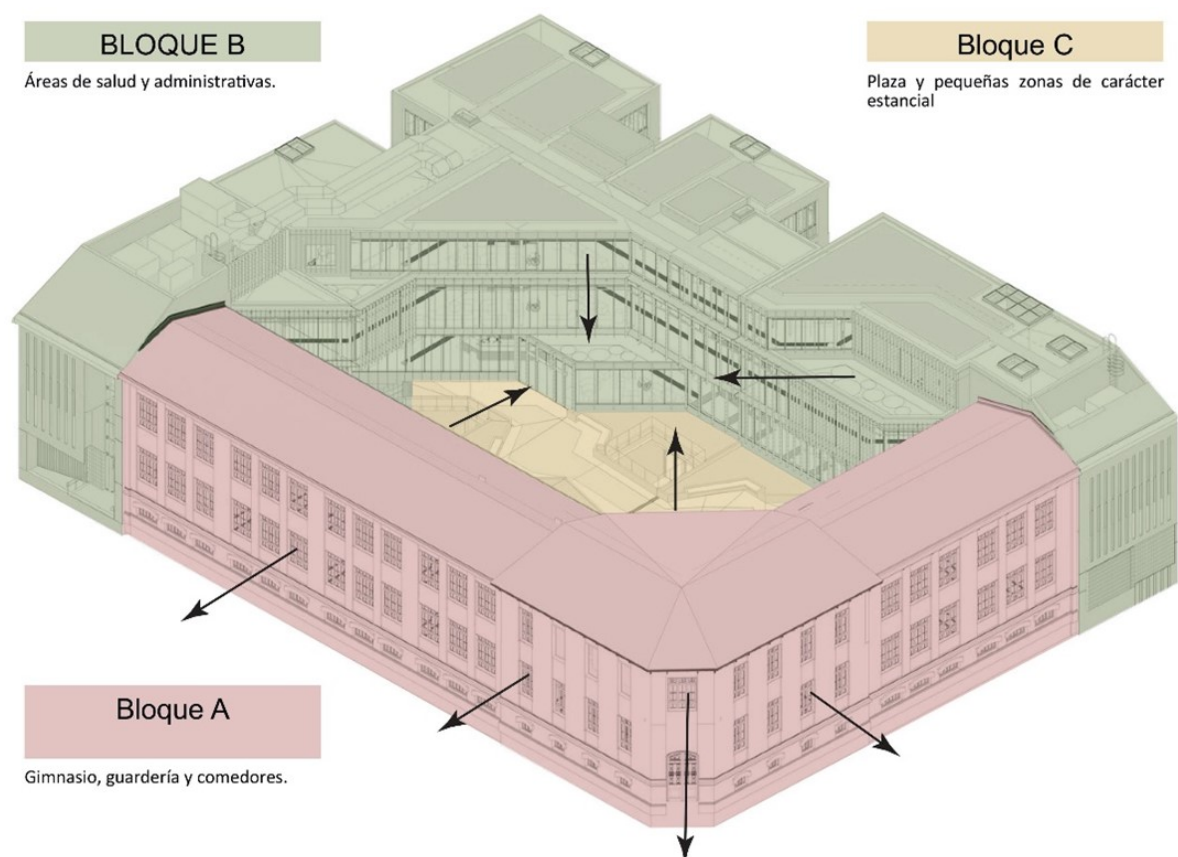 BLOQUE B
Áreas de salud y administrativas.
Bloque C
Plaza y pequeñas zonas de carácter
estancial
Bloque A
Gimnasio, guardería y comedores.